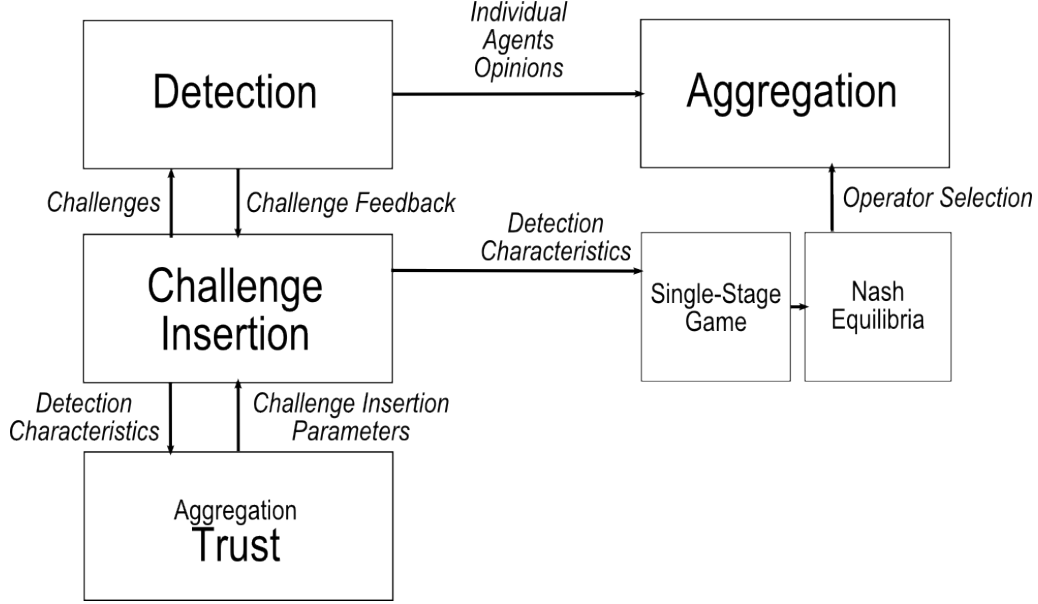 Individual
Agents
Opinions
Detection
Aggregation
Challenges
Challenge Feedback
Operator Selection
Detection
Characteristics
Challenge
Insertion
Single-Stage
Game
Nash
Equilibria
Detection
Characteristics
Challenge Insertion
Parameters
Aggregation
Trust